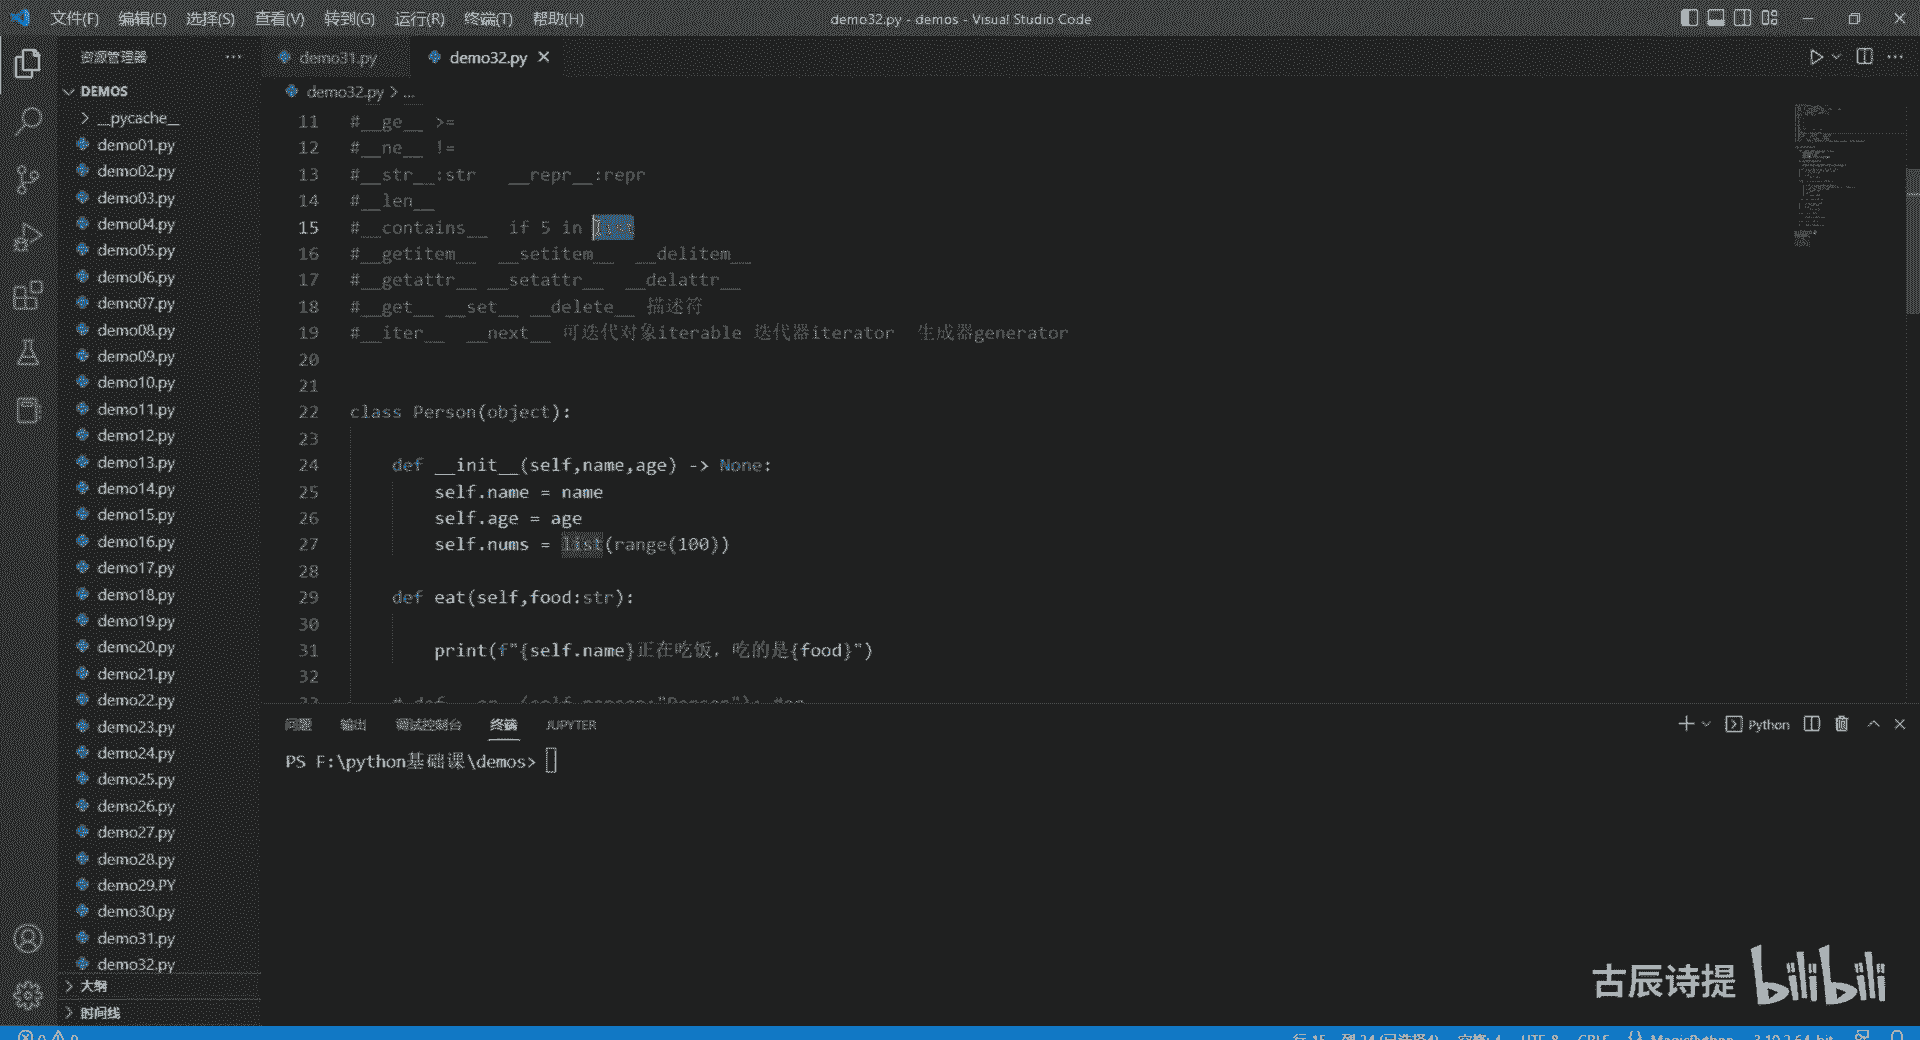 文件(F) 编辑(E) 选择(S) 查看(V) 转到(G) 运行(R) 终端(T) 帮助(H)
demo32.py - demos - Visual Studio Code
资源管理器
DEMOS
__pycache__
demo01.py
demo02.py
demo03.py
demo04.py
demo05.py
demo06.py
demo07.py
demo08.py
demo09.py
demo10.py
demo11.py
demo12.py
demo13.py
demo14.py
demo15.py
demo16.py
demo17.py
demo18.py
demo19.py
demo20.py
demo21.py
demo22.py
demo23.py
demo24.py
demo25.py
demo26.py
demo27.py
demo28.py
demo29.PY
demo30.py
demo31.py
demo32.py
大纲
时间线
demo31.py
demo32.py
demo32.py > ...
11 #__ge__ >=
12 #__ne__ !=
13 #__str__:str __repr__:repr
14 #__len__
15 #__contains__ if 5 in
16 #__getitem__ __setitem__ __delitem__
17 #__getattr__ __setattr__ __delattr__
18 #__get__ __set__ __delete__ 描述符
19 #__iter__ __next__ 可迭代对象iterable 迭代器iterator 生成器generator
20
21
22 class Person(object):
23
24 def __init__(self,name,age) -> None:
25 self.name = name
26 self.age = age
27 self.nums = list(range(100))
28
29 def eat(self,food:str):
30
31 print(f"{self.name}正在吃饭，吃的是{food}")
32
问题 输出 调试控制台 终端 JUPYTER
Python
PS F:\python基础课\demos>
古辰诗提
bilibili